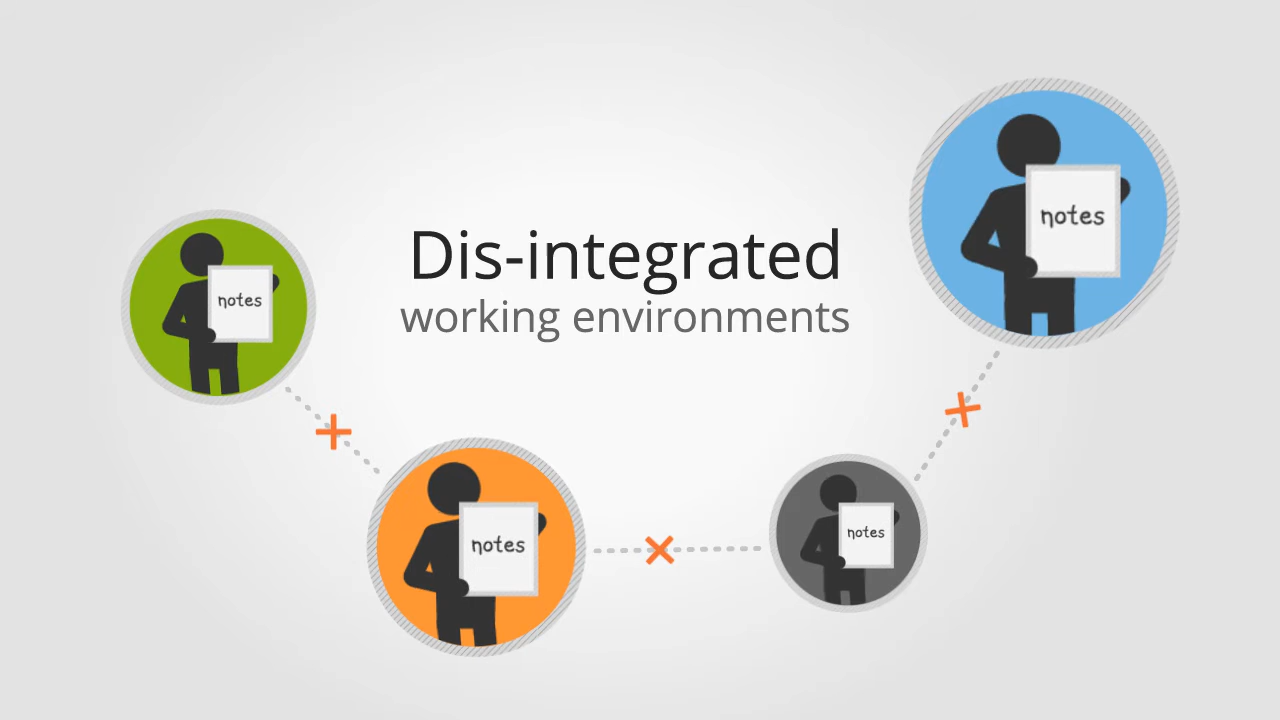 Dis-integrated
working environments
notes
notes
notes
notes